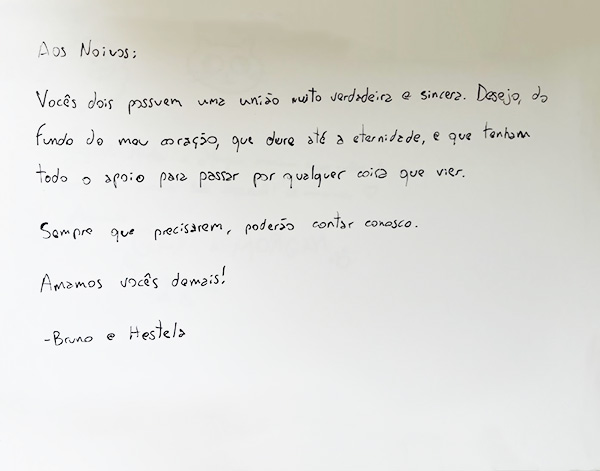 Aos Noivos:
Vocês dois possuem uma união muito verdadeira e sincera. Desejo, do
fundo do meu coração, que dure até a eternidade, e que tenham
todo o apoio para passar por qualquer coisa que vier.
Sempre que precisarem, poderão contar conosco.
Amamos vocês demais!
-Bruno e Hestela